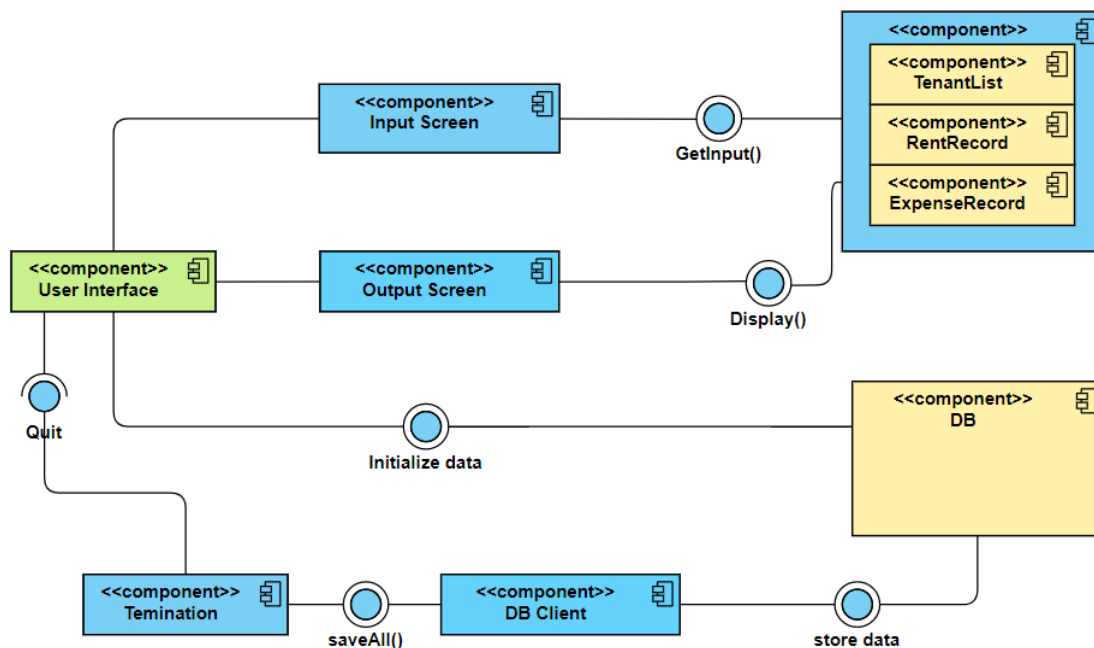 <<component>>
<<component>>
TenantList
<<component>>
RentRecord
<<component>>
ExpenseRecord
<<component>>
Input Screen
GetInput()
<<component>>
User Interface
<<component>>
Output Screen
Display()
Quit
Initialize data
<<component>>
DB
<<component>>
Temination
saveAll()
<<component>>
DB Client
store data